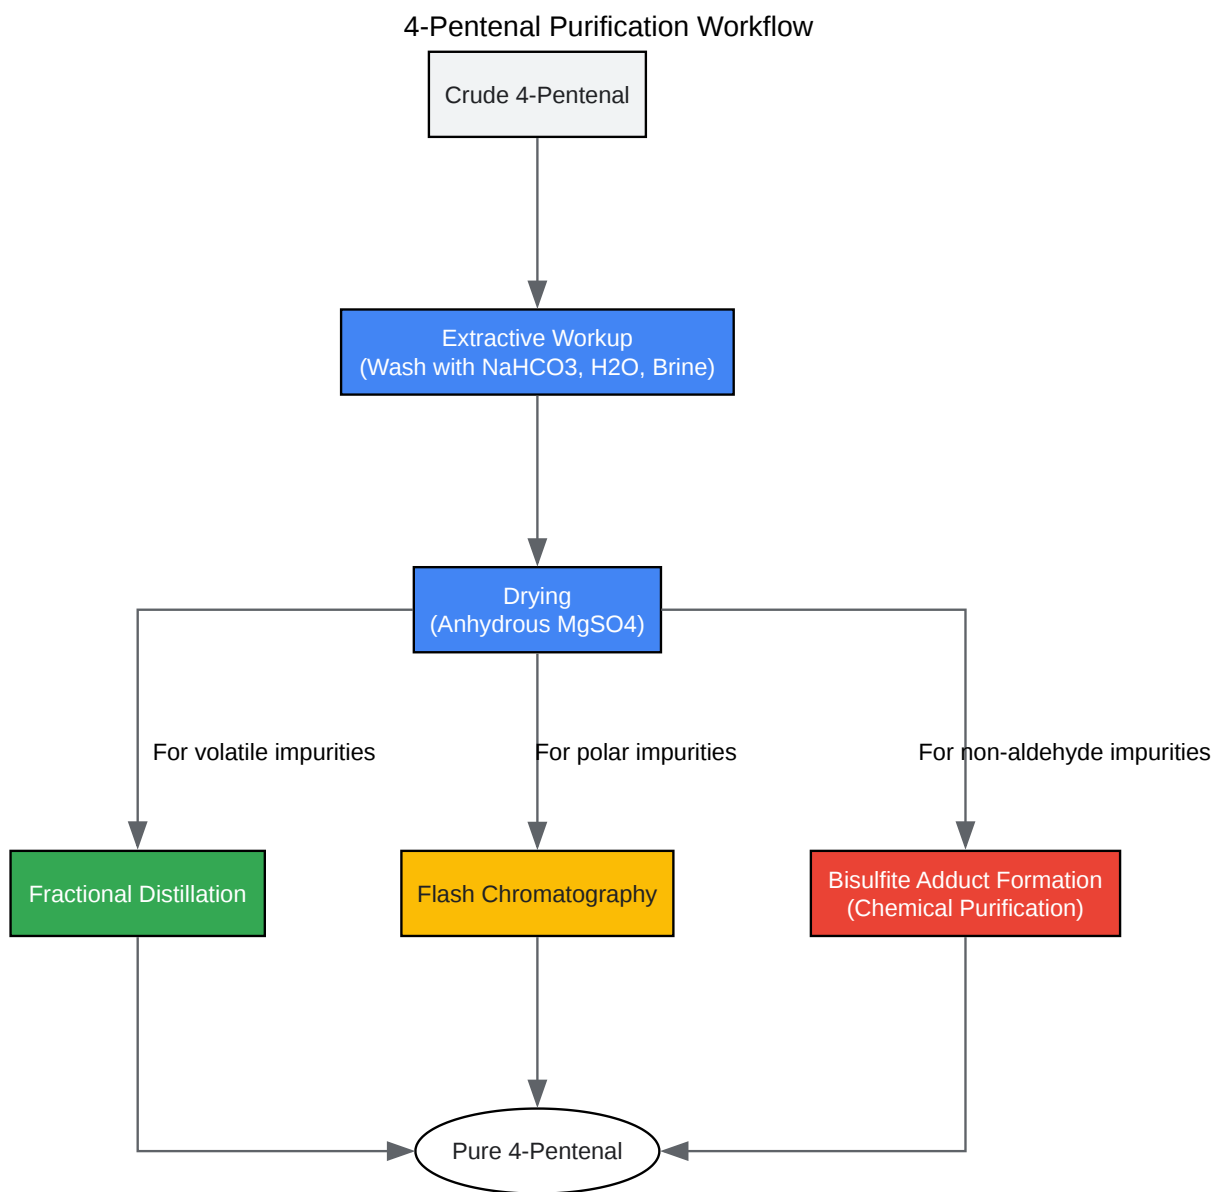 4-Pentenal Purification Workflow
Crude 4-Pentenal
Extractive Workup
(Wash with NaHCO3, H2O, Brine)
Drying
(Anhydrous MgSO4)
For volatile impurities
For polar impurities
For non-aldehyde impurities
Fractional Distillation
Flash Chromatography
Bisulfite Adduct Formation
(Chemical Purification)
Pure 4-Pentenal